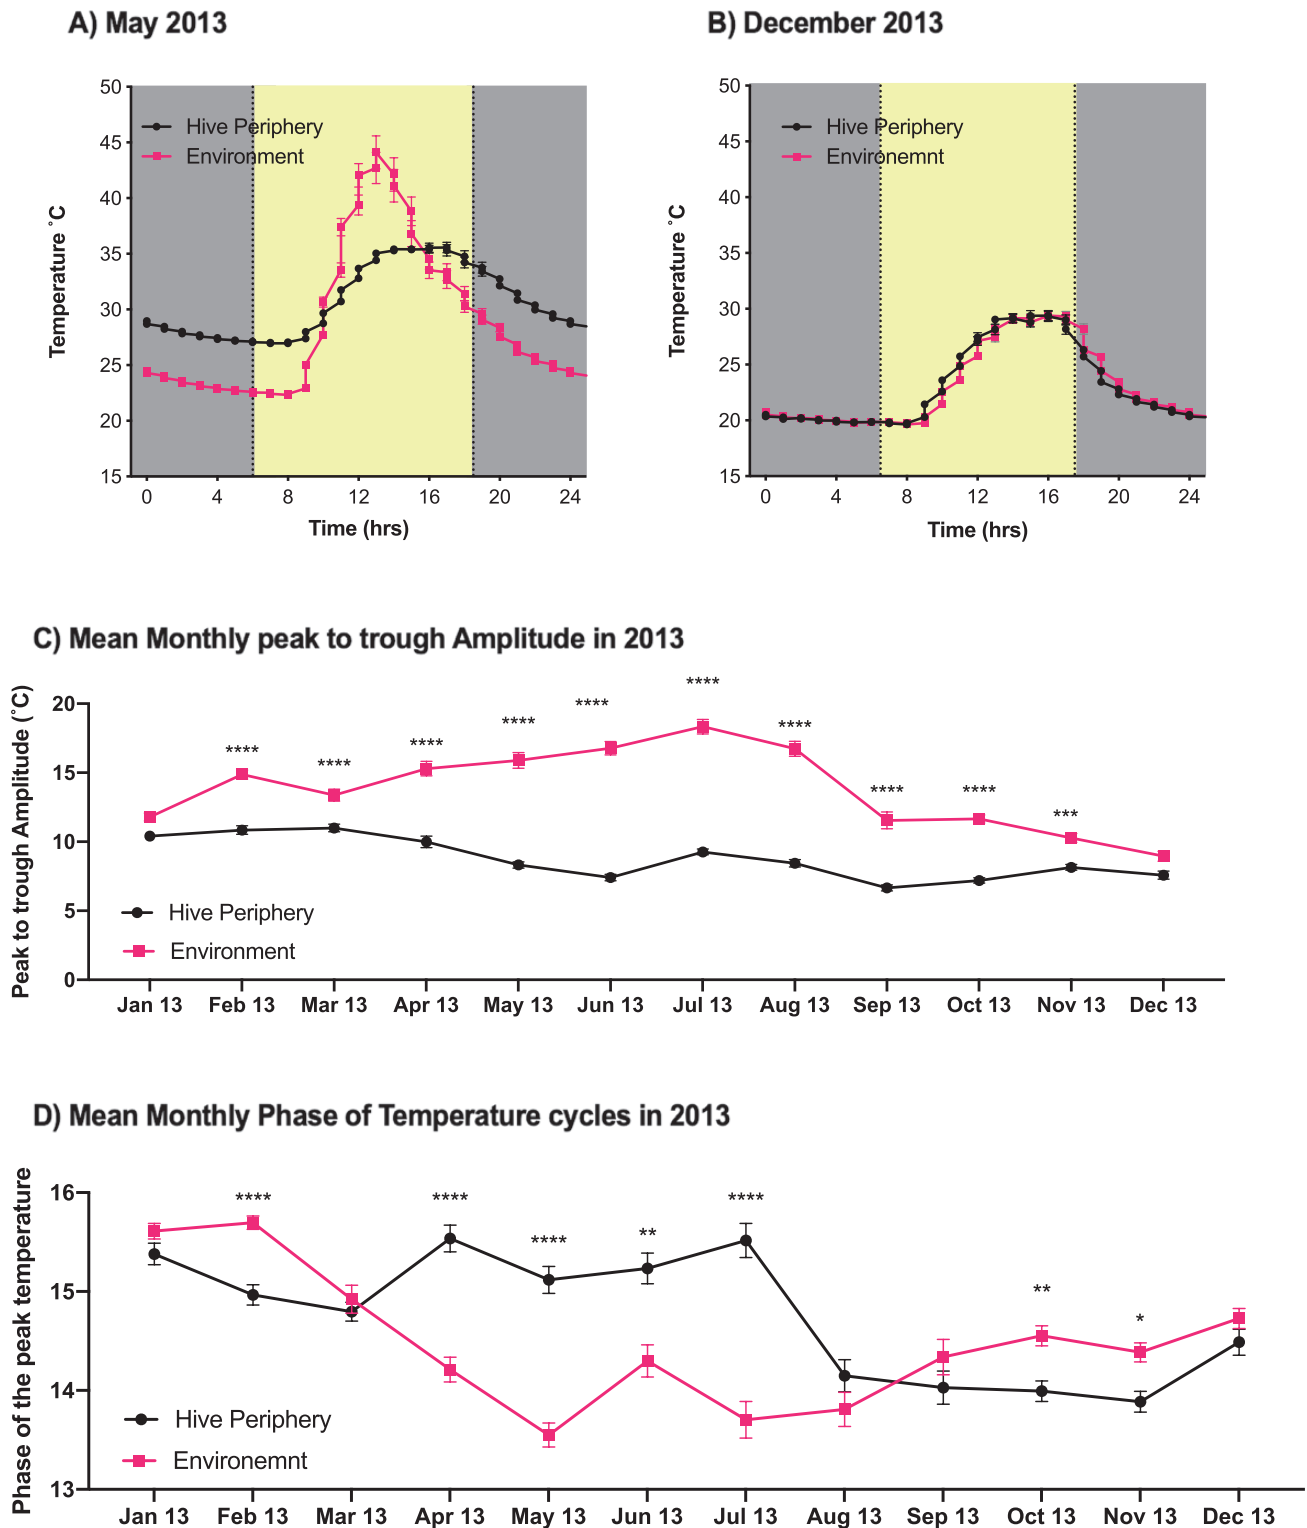 A) May 2013
B) December 2013
50
45
40
35
30
25
20
15
Temperature ˚C
Hive Periphery
Environment
0 4 8 12 16 20 24
Time (hrs)
50
45
40
35
30
25
20
15
Temperature ˚C
Hive Periphery
Environemnt
0 4 8 12 16 20 24
Time (hrs)
C) Mean Monthly peak to trough Amplitude in 2013
Peak to trough Amplitude (˚C)
20
15
10
5
0
**** **** **** **** **** **** **** **** **** ***
Hive Periphery
Environment
Jan 13 Feb 13 Mar 13 Apr 13 May 13 Jun 13 Jul 13 Aug 13 Sep 13 Oct 13 Nov 13 Dec 13
D) Mean Monthly Phase of Temperature cycles in 2013
Phase of the peak temperature
16
15
14
13
**** **** **** ** **** ** *
Hive Periphery
Environemnt
Jan 13 Feb 13 Mar 13 Apr 13 May 13 Jun 13 Jul 13 Aug 13 Sep 13 Oct 13 Nov 13 Dec 13